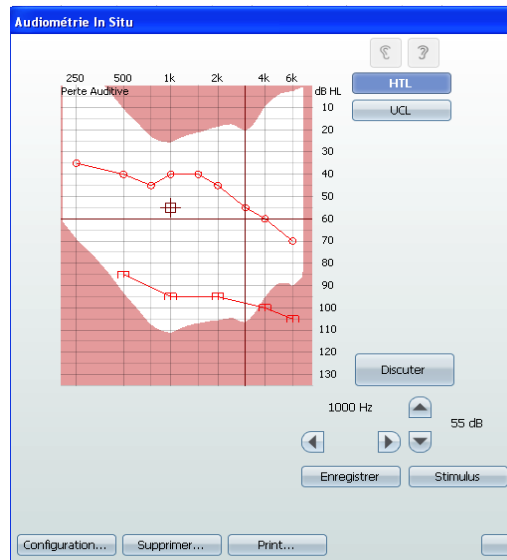 Audiométrie In Situ
250 500 1k 2k 4k 6k
Perte Auditive
dB HL
10
20
30
40
50
60
70
80
90
100
110
120
130
HTL
UCL
Discuter
1000 Hz
55 dB
Enregistrer
Stimulus
Configuration...
Supprimer...
Print...